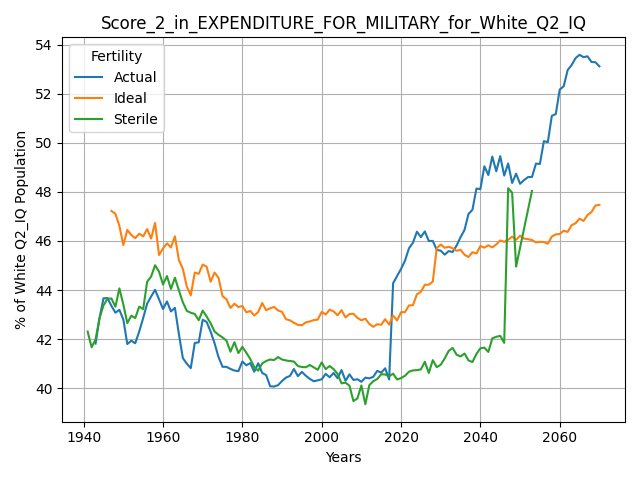 Score_2_in_EXPENDITURE_FOR_MILITARY_for_White_Q2_IQ
Fertility
Actual
Ideal
Sterile
% of White Q2_IQ Population
54
52
50
48
46
44
42
40
1940
1960
1980
2000
2020
2040
2060
Years